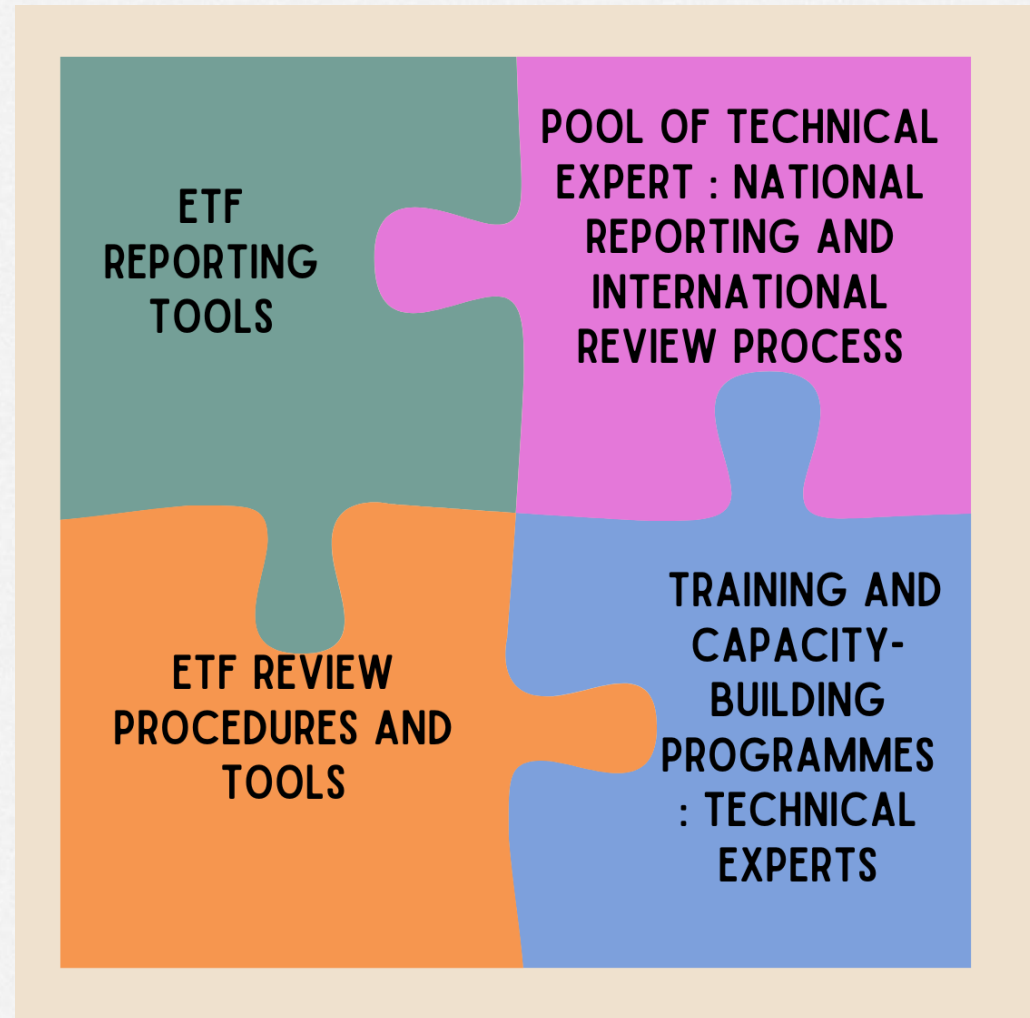 ETF
REPORTING
TOOLS
POOL OF TECHNICAL
EXPERT : NATIONAL
REPORTING AND
INTERNATIONAL
REVIEW PROCESS
ETF REVIEW
PROCEDURES AND
TOOLS
TRAINING AND
CAPACITY-
BUILDING
PROGRAMMES
: TECHNICAL
EXPERTS